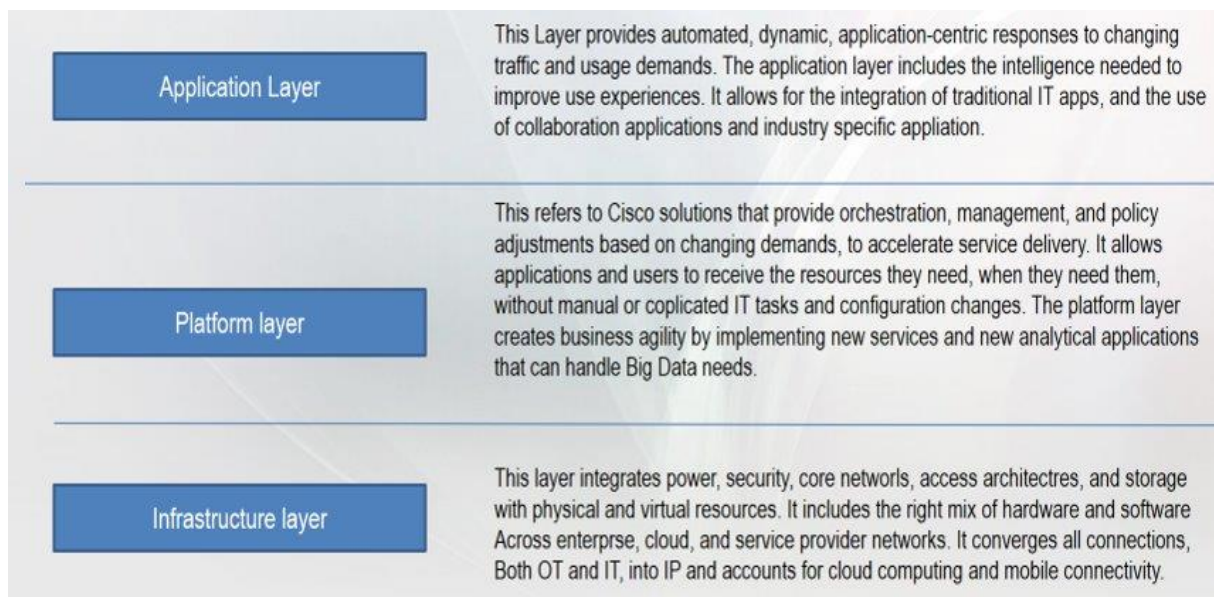 Application Layer
This Layer provides automated, dynamic, application-centric responses to changing
traffic and usage demands. The application layer includes the intelligence needed to
improve use experiences. It allows for the integration of traditional IT apps, and the use
of collaboration applications and industry specific appliation.
Platform layer
This refers to Cisco solutions that provide orchestration, management, and policy
adjustments based on changing demands, to accelerate service delivery. It allows
applications and users to receive the resources they need, when they need them,
without manual or coplicated IT tasks and configuration changes. The platform layer
creates business agility by implementing new services and new analytical applications
that can handle Big Data needs.
Infrastructure layer
This layer integrates power, security, core networls, access architectres, and storage
with physical and virtual resources. It includes the right mix of hardware and software
Across enterprse, cloud, and service provider networks. It converges all connections,
Both OT and IT, into IP and accounts for cloud computing and mobile connectivity.